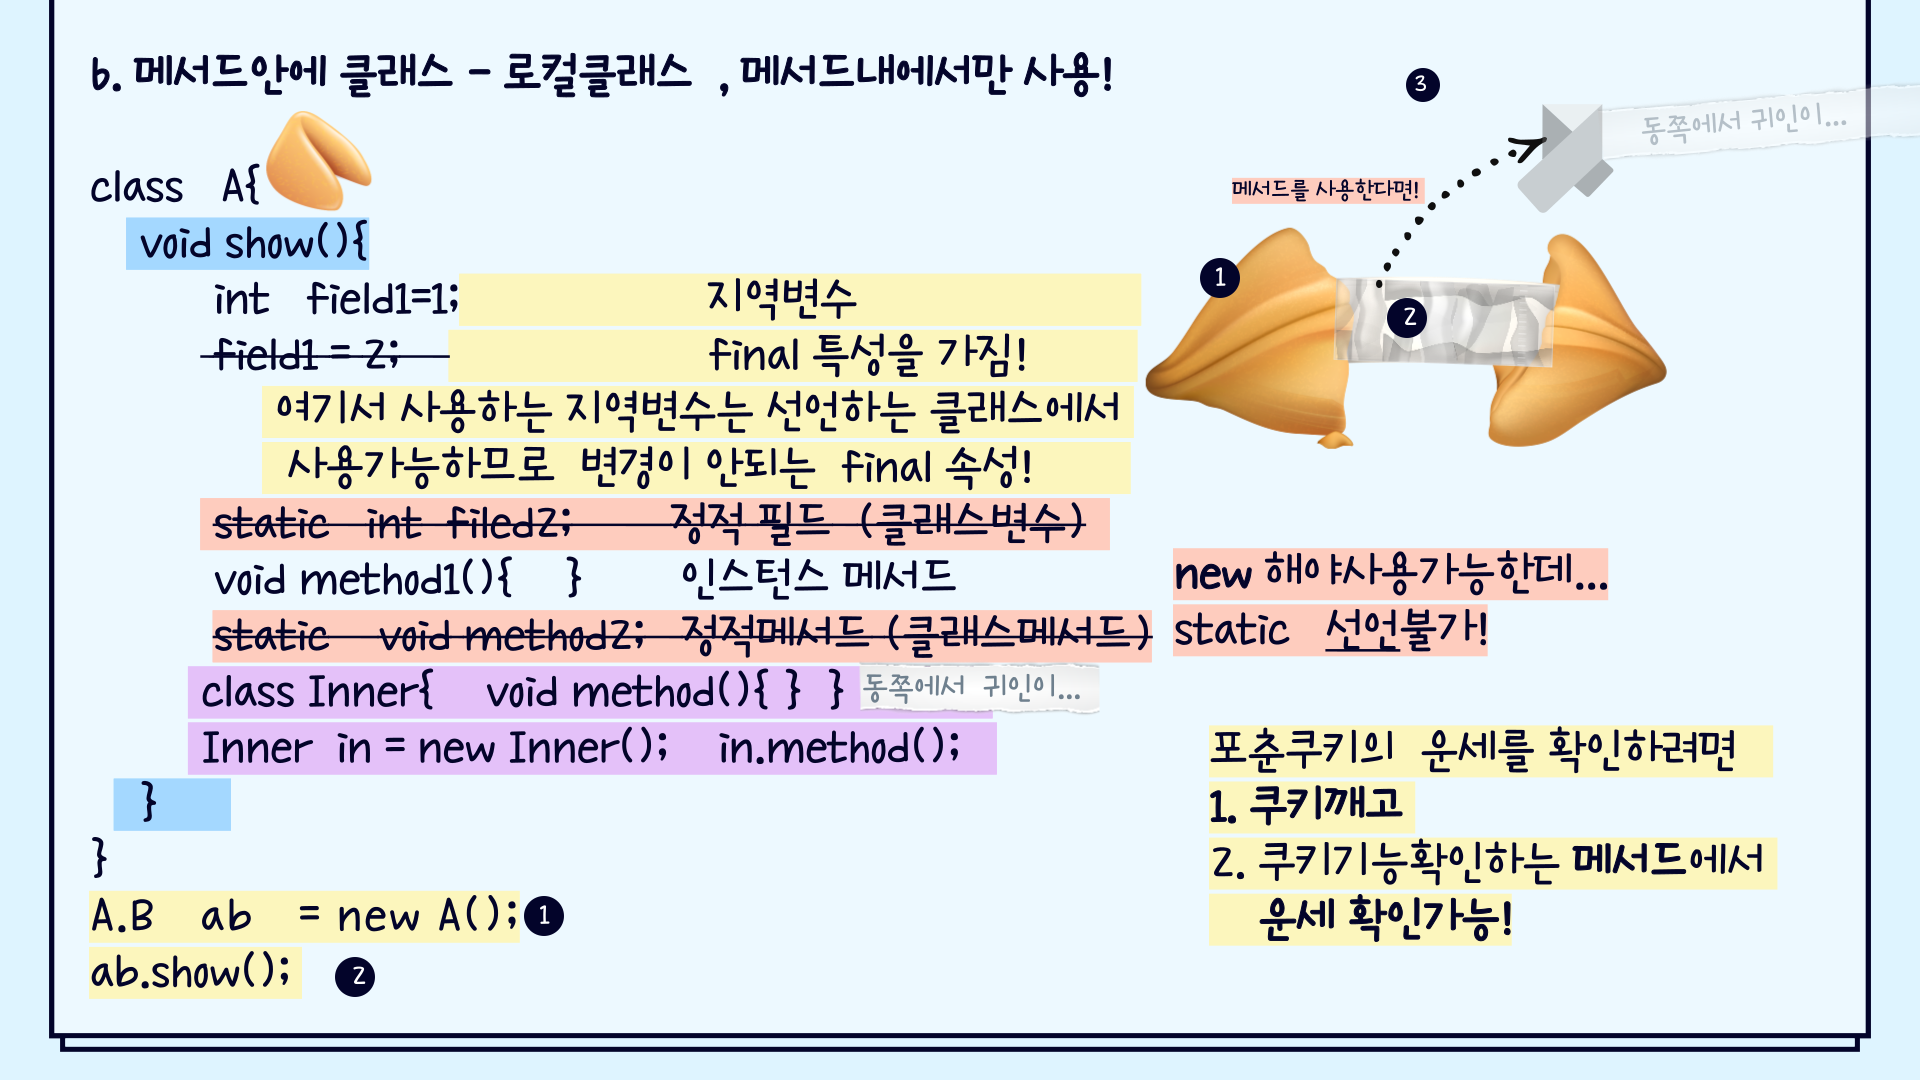 b. 메서드안에 클래스 - 로컬클래스 , 메서드내에서만 사용!
class A{
void show(){
int field1=1; 지역변수
field1 = 2; final 특성을 가짐!
여기서 사용하는 지역변수는 선언하는 클래스에서
사용가능하므로 변경이 안되는 final 속성!
static int filed2; 정적 필드 (클래스변수)
void method1(){ } 인스턴스 메서드
static void method2; 정적메서드 (클래스메서드)
class Inner{ void method(){ } } 동쪽에서 귀인이...
Inner in = new Inner(); in.method();
}
}
A.B ab = new A(); 1
ab.show(); 2
3
동쪽에서 귀인이...
메서드를 사용한다면!
1
2
new 해야사용가능한데...
static 선언불가!
포춘쿠키의 운세를 확인하려면
1. 쿠키깨고
2. 쿠키기능확인하는 메서드에서
운세 확인가능!